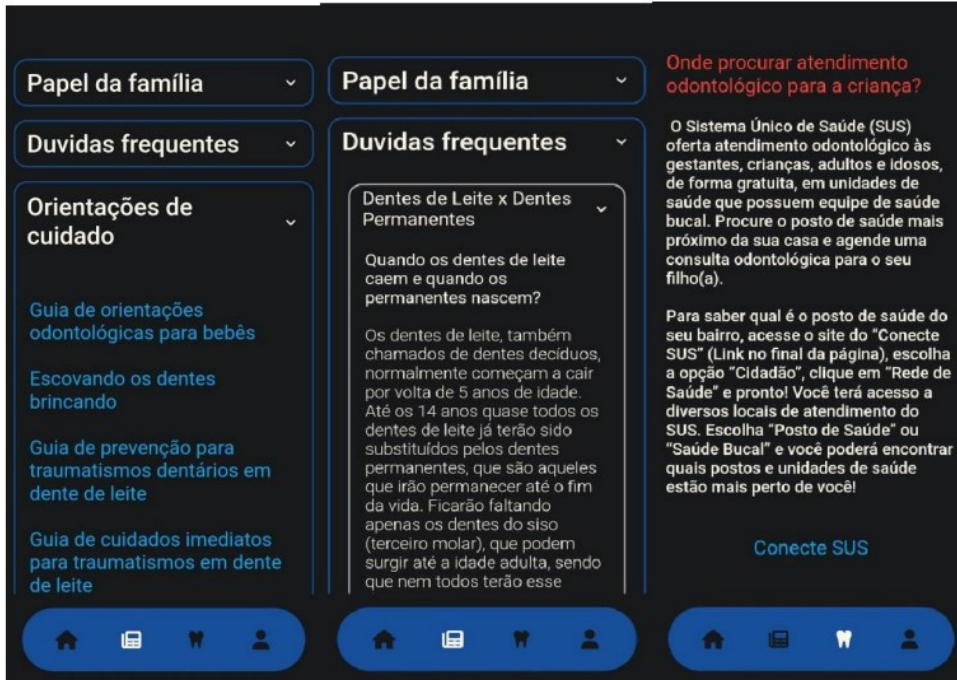 Papel da família
Duvidas frequentes
Orientações de
cuidado
Guia de orientações
odontológicas para bebês
Escovando os dentes
brincando
Guia de prevenção para
traumatismos dentários em
dente de leite
Guia de cuidados imediatos
para traumatismos em dente
de leite
Papel da família
Duvidas frequentes
Dentes de Leite x Dentes
Permanentes
Quando os dentes de leite
caem e quando os
permanentes nascem?
Os dentes de leite, também
chamados de dentes decíduos,
normalmente começam a cair
por volta de 5 anos de idade.
Até os 14 anos quase todos os
dentes de leite já terão sido
substituídos pelos dentes
permanentes, que são aqueles
que irão permanecer até o fim
da vida. Ficarão faltando
apenas os dentes do siso
(terceiro molar), que podem
surgir até a idade adulta, sendo
que nem todos terão esse
Onde procurar atendimento
odontológico para a criança?
O Sistema Único de Saúde (SUS)
oferta atendimento odontológico às
gestantes, crianças, adultos e idosos,
de forma gratuita, em unidades de
saúde que possuem equipe de saúde
bucal. Procure o posto de saúde mais
próximo da sua casa e agende uma
consulta odontológica para o seu
filho(a).
Para saber qual é o posto de saúde do
seu bairro, acesse o site do “Conecte
SUS” (Link no final da página), escolha
a opção “Cidadão”, clique em “Rede de
Saúde” e pronto! Você terá acesso a
diversos locais de atendimento do
SUS. Escolha “Posto de Saúde” ou
“Saúde Bucal” e você poderá encontrar
quais postos e unidades de saúde
estão mais perto de você!
Conecte SUS